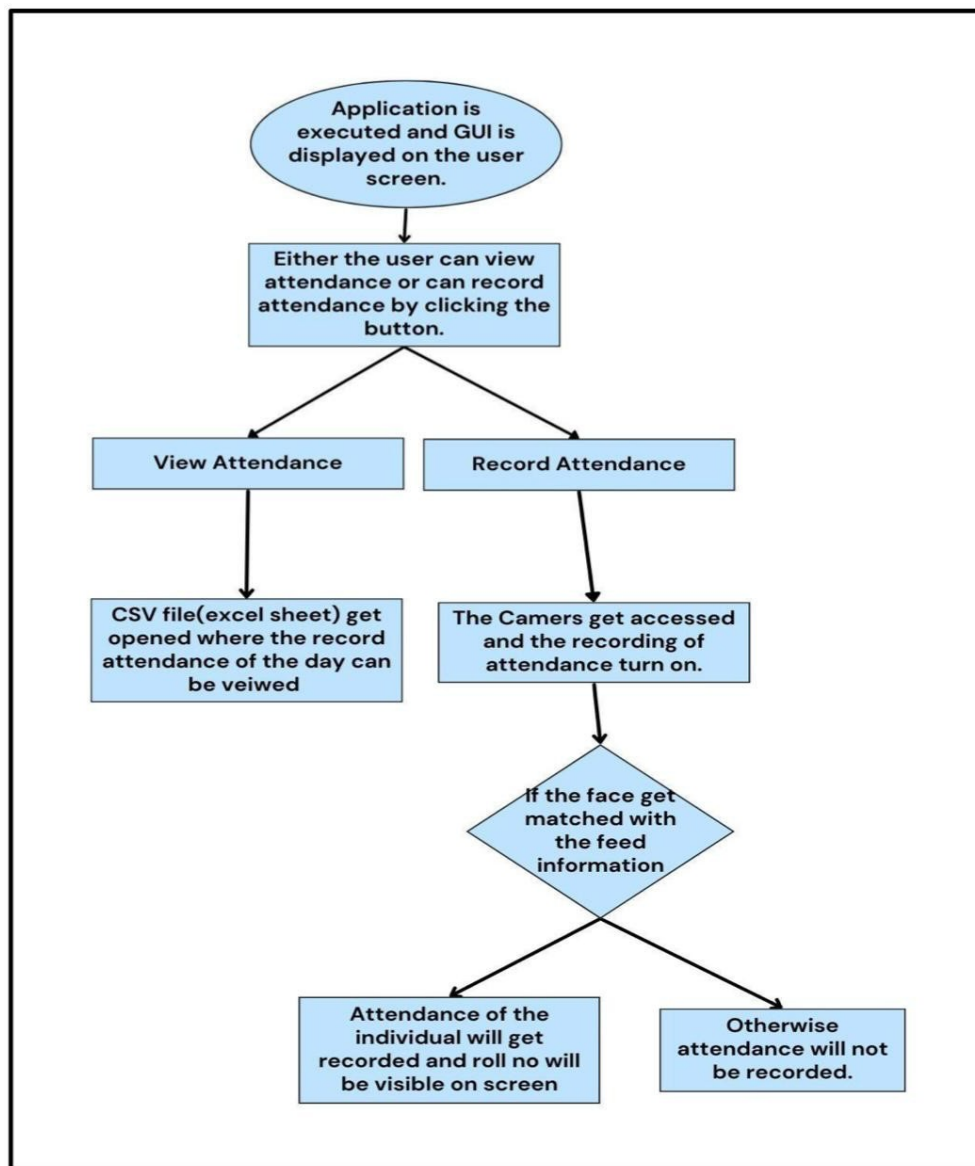 Application is
executed and GUI is
displayed on the user
screen.
Either the user can view
attendance or can record
attendance by clicking the
button.
View Attendance
Record Attendance
CSV file(excel sheet) get
opened where the record
attendance of the day can
be veiwed
The Camers get accessed
and the recording of
attendance turn on.
If the face get
matched with
the feed
information
Attendance of the
individual will get
recorded and roll no will
be visible on screen
Otherwise
attendance will not
be recorded.